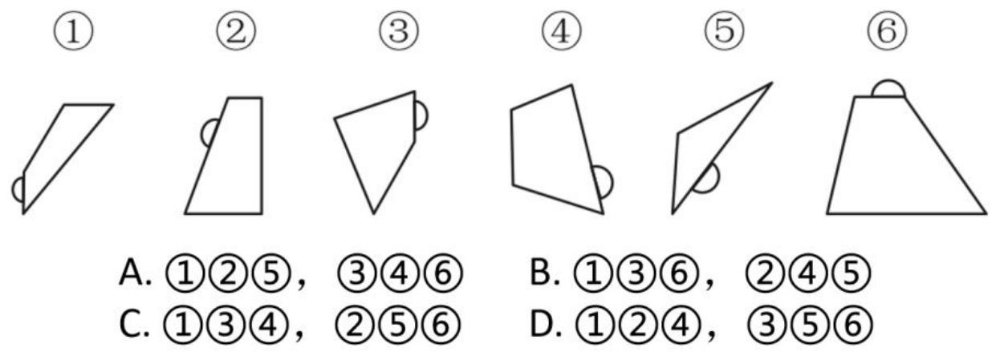 ① ② ③ ④ ⑤ ⑥
A. ①②⑤, ③④⑥ B. ①③⑥, ②④⑤
C. ①③④, ②⑤⑥ D. ①②④, ③⑤⑥